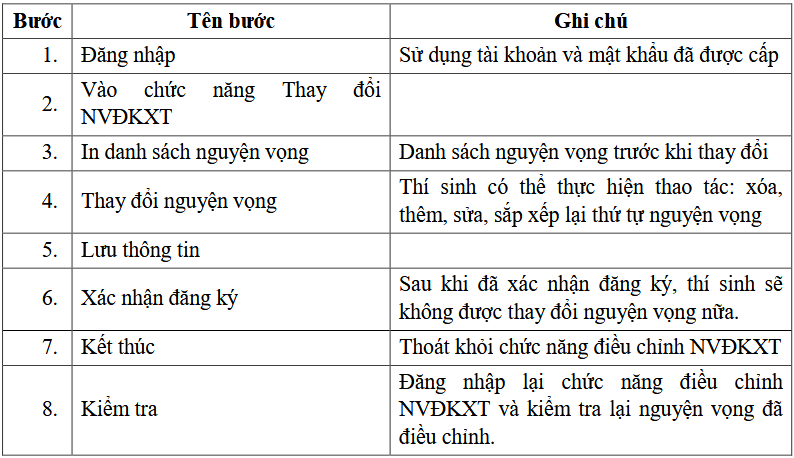 Bước Tên bước Ghi chú
1. Đăng nhập Sử dụng tài khoản và mật khẩu đã được cấp
2. Vào chức năng Thay đổi
NVĐKXT
3. In danh sách nguyện vọng Danh sách nguyện vọng trước khi thay đổi
4. Thay đổi nguyện vọng Thí sinh có thể thực hiện thao tác: xóa,
thêm, sửa, sắp xếp lại thứ tự nguyện vọng
5. Lưu thông tin
6. Xác nhận đăng ký Sau khi đã xác nhận đăng ký, thí sinh sẽ
không được thay đổi nguyện vọng nữa.
7. Kết thúc Thoát khỏi chức năng điều chỉnh NVĐKXT
8. Kiểm tra Đăng nhập lại chức năng điều chỉnh
NVĐKXT và kiểm tra lại nguyện vọng đã
điều chỉnh.